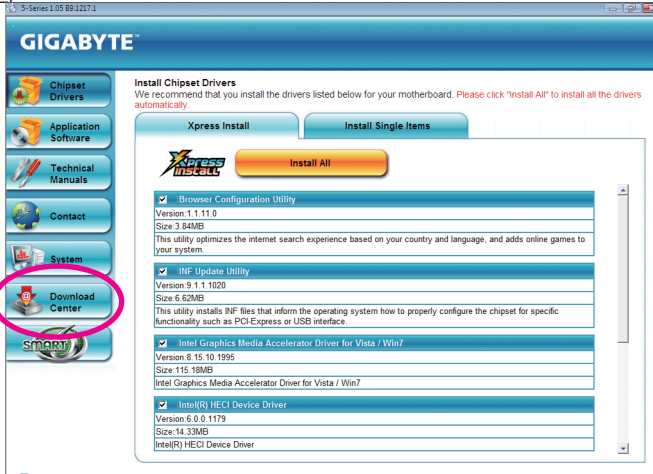 5-Series 1.05 B9.1217.1
GIGABYTE™
Chipset
Drivers
Application
Software
Technical
Manuals
Contact
System
Download
Center
SMART
Install Chipset Drivers
We recommend that you install the drivers listed below for your motherboard. Please click "Install All" to install all the drivers
automatically.
Xpress Install
Install Single Items
Xpress
Install
Install All
Browser Configuration Utility
Version:1.1.11.0
Size:3.84MB
This utility optimizes the internet search experience based on your country and language, and adds online games to
your system.
INF Update Utility
Version:9.1.1.1020
Size:6.62MB
This utility installs INF files that inform the operating system how to properly configure the chipset for specific
functionality such as PCI-Express or USB interface.
Intel Graphics Media Accelerator Driver for Vista / Win7
Version:8.15.10.1995
Size:115.18MB
Intel Graphics Media Accelerator Driver for Vista / Win7
Intel(R) HECI Device Driver
Version:6.0.0.1179
Size:14.33MB
Intel(R) HECI Device Driver